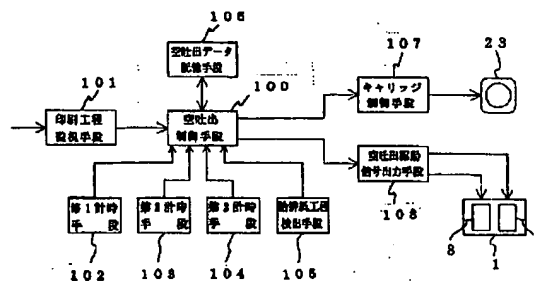 106
空吐出データ
記憶手段
107
23
101
100
キャリッジ
制御手段
印刷工程
監視手段
空吐出
制御手段
空吐出駆動
信号出力手段
108
第1計時
手 段
第2計時
手 段
第3計時
手 段
給排紙工程
検出手段
8
1
102
103
104
105